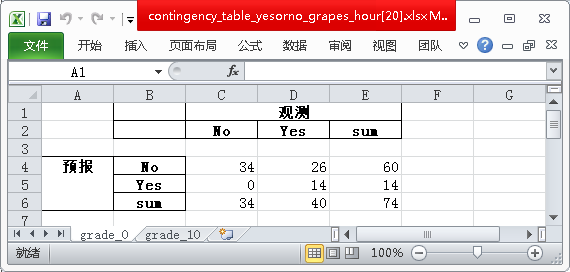 contingency_table_yesorno_grapes_hour[20].xlsxM..
文件 开始 插入 页面布局 公式 数据 审阅 视图 团队
A1 fx
A B C D E F G
1 观测
2 No Yes sum
3
4 预报 No 34 26 60
5 Yes 0 14 14
6 sum 34 40 74
7
grade_0 grade_10
就绪 100%